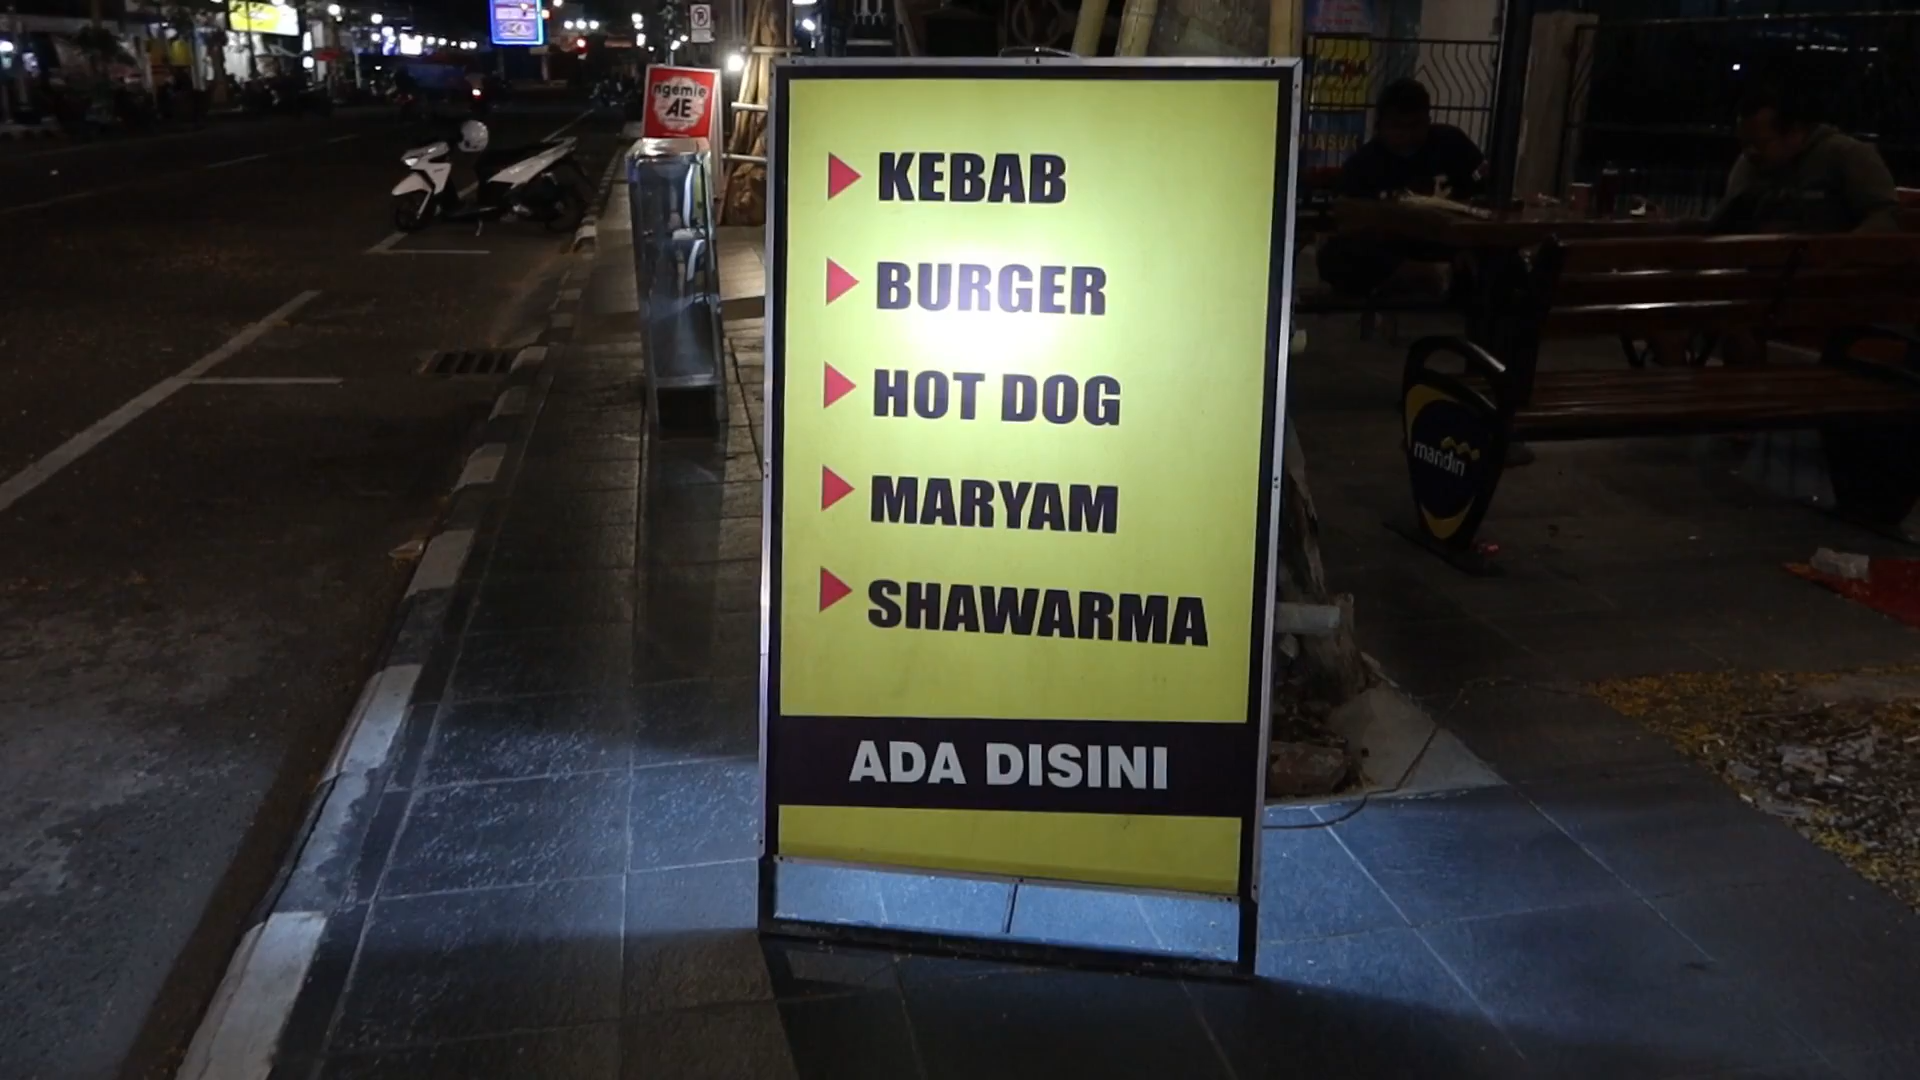 ngemie
AE
KEBAB
BURGER
HOT DOG
MARYAM
SHAWARMA
ADA DISINI
mandiri